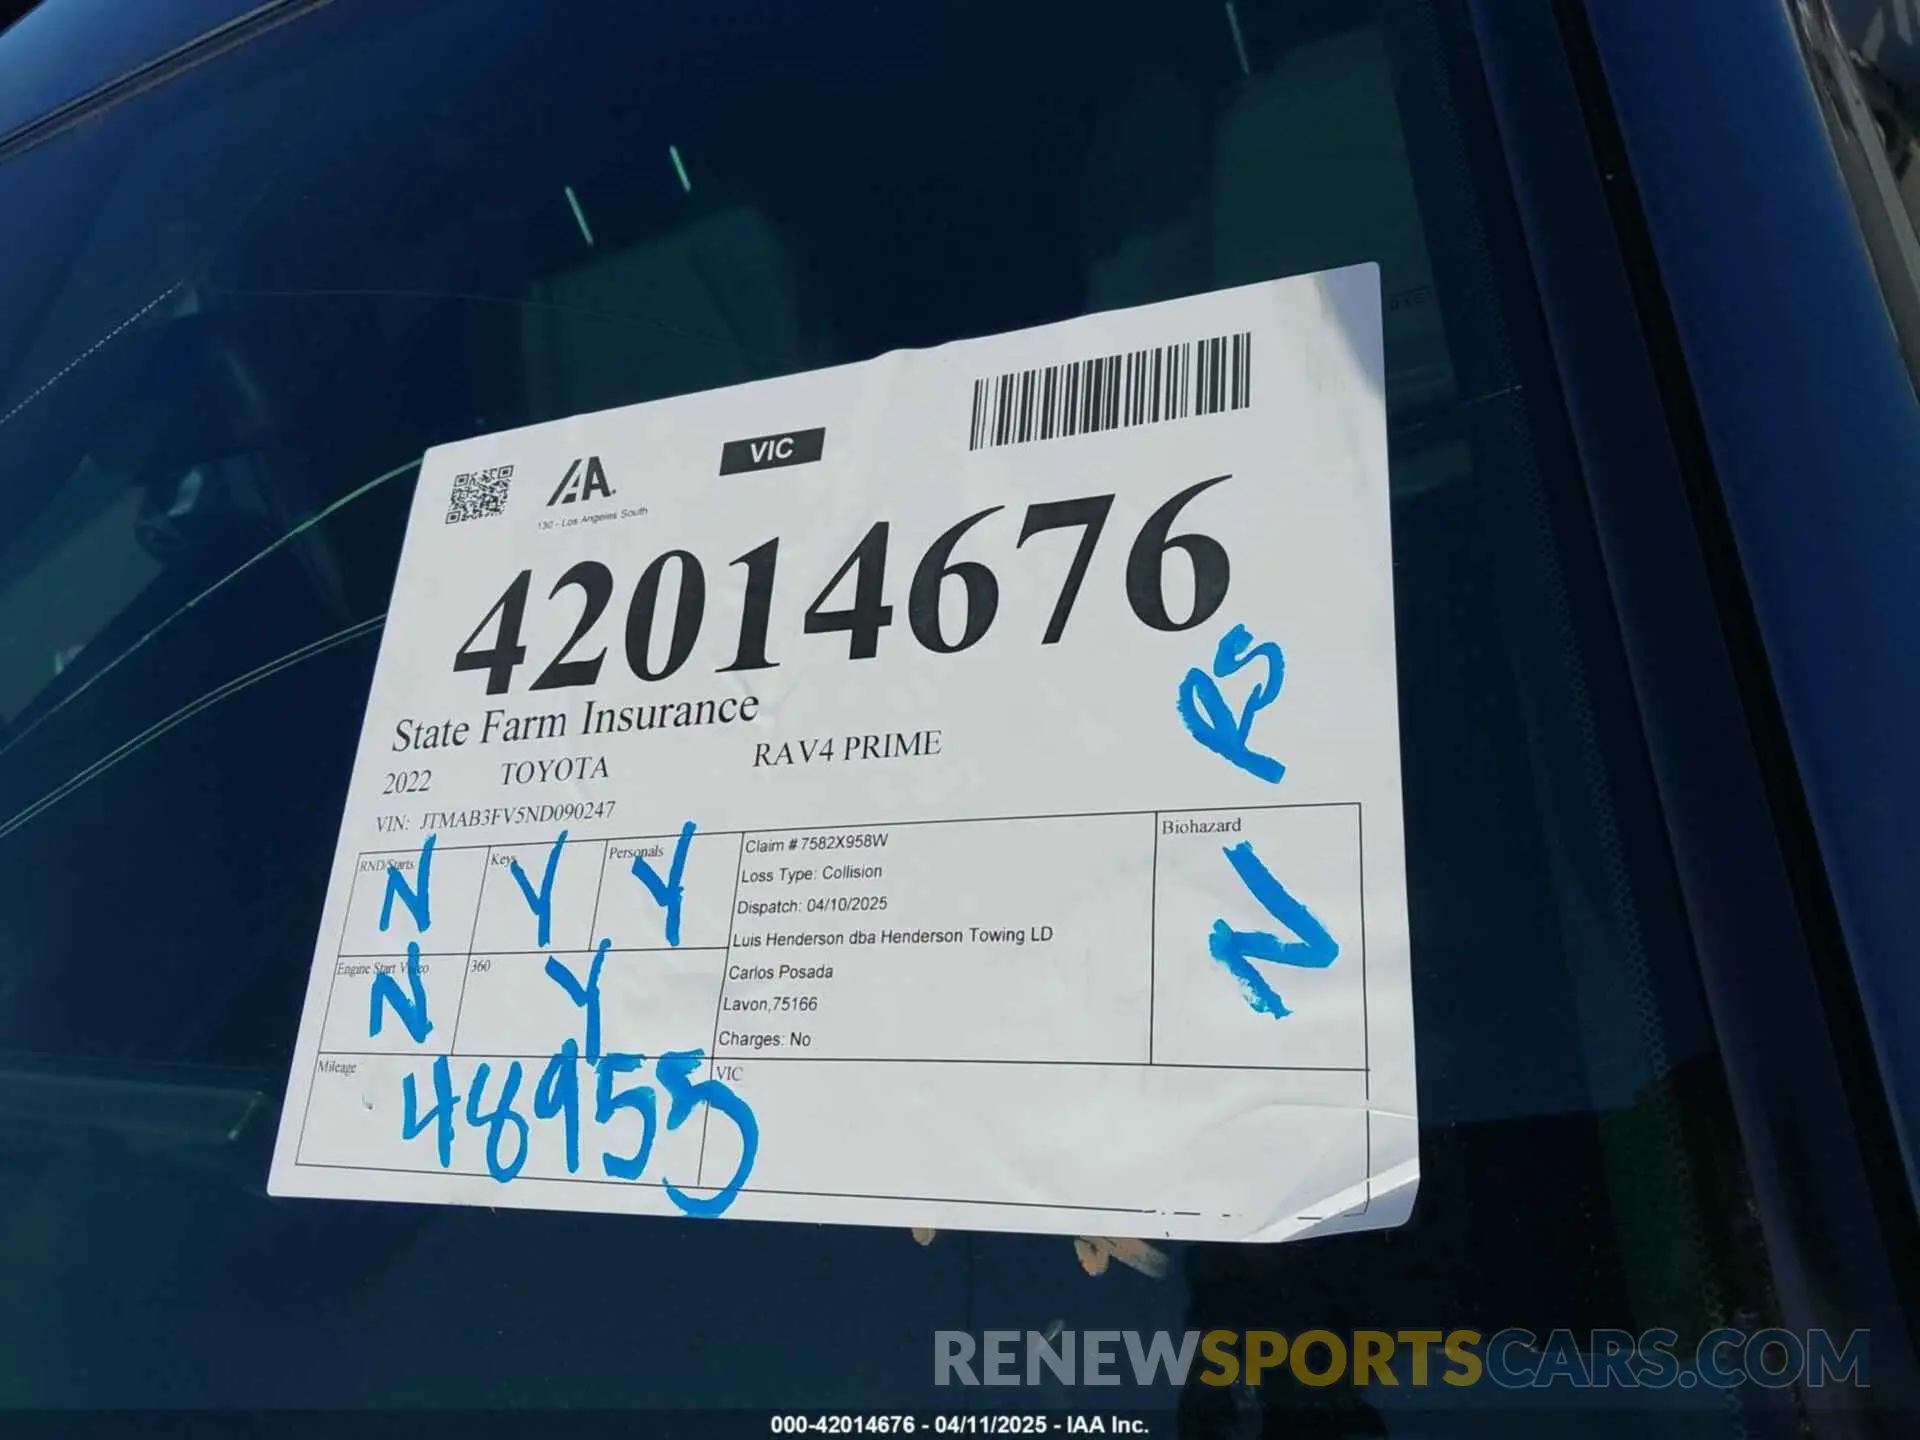 IAA
130 - Los Angeles South
VIC
42014676
State Farm Insurance
2022 TOYOTA RAV4 PRIME
VIN: JTMAB3FV5ND090247
RS
RND/Starts
N
Keys
Y
Personals
Y
Engine Start Video
N
360
Y
Mileage
48955
Claim # 7582X958W
Loss Type: Collision
Dispatch: 04/10/2025
Luis Henderson dba Henderson Towing LD
Carlos Posada
Lavon,75166
Charges: No
Biohazard
N
VIC
RENEWSPORTSCARS.COM
000-42014676 - 04/11/2025 - IAA Inc.